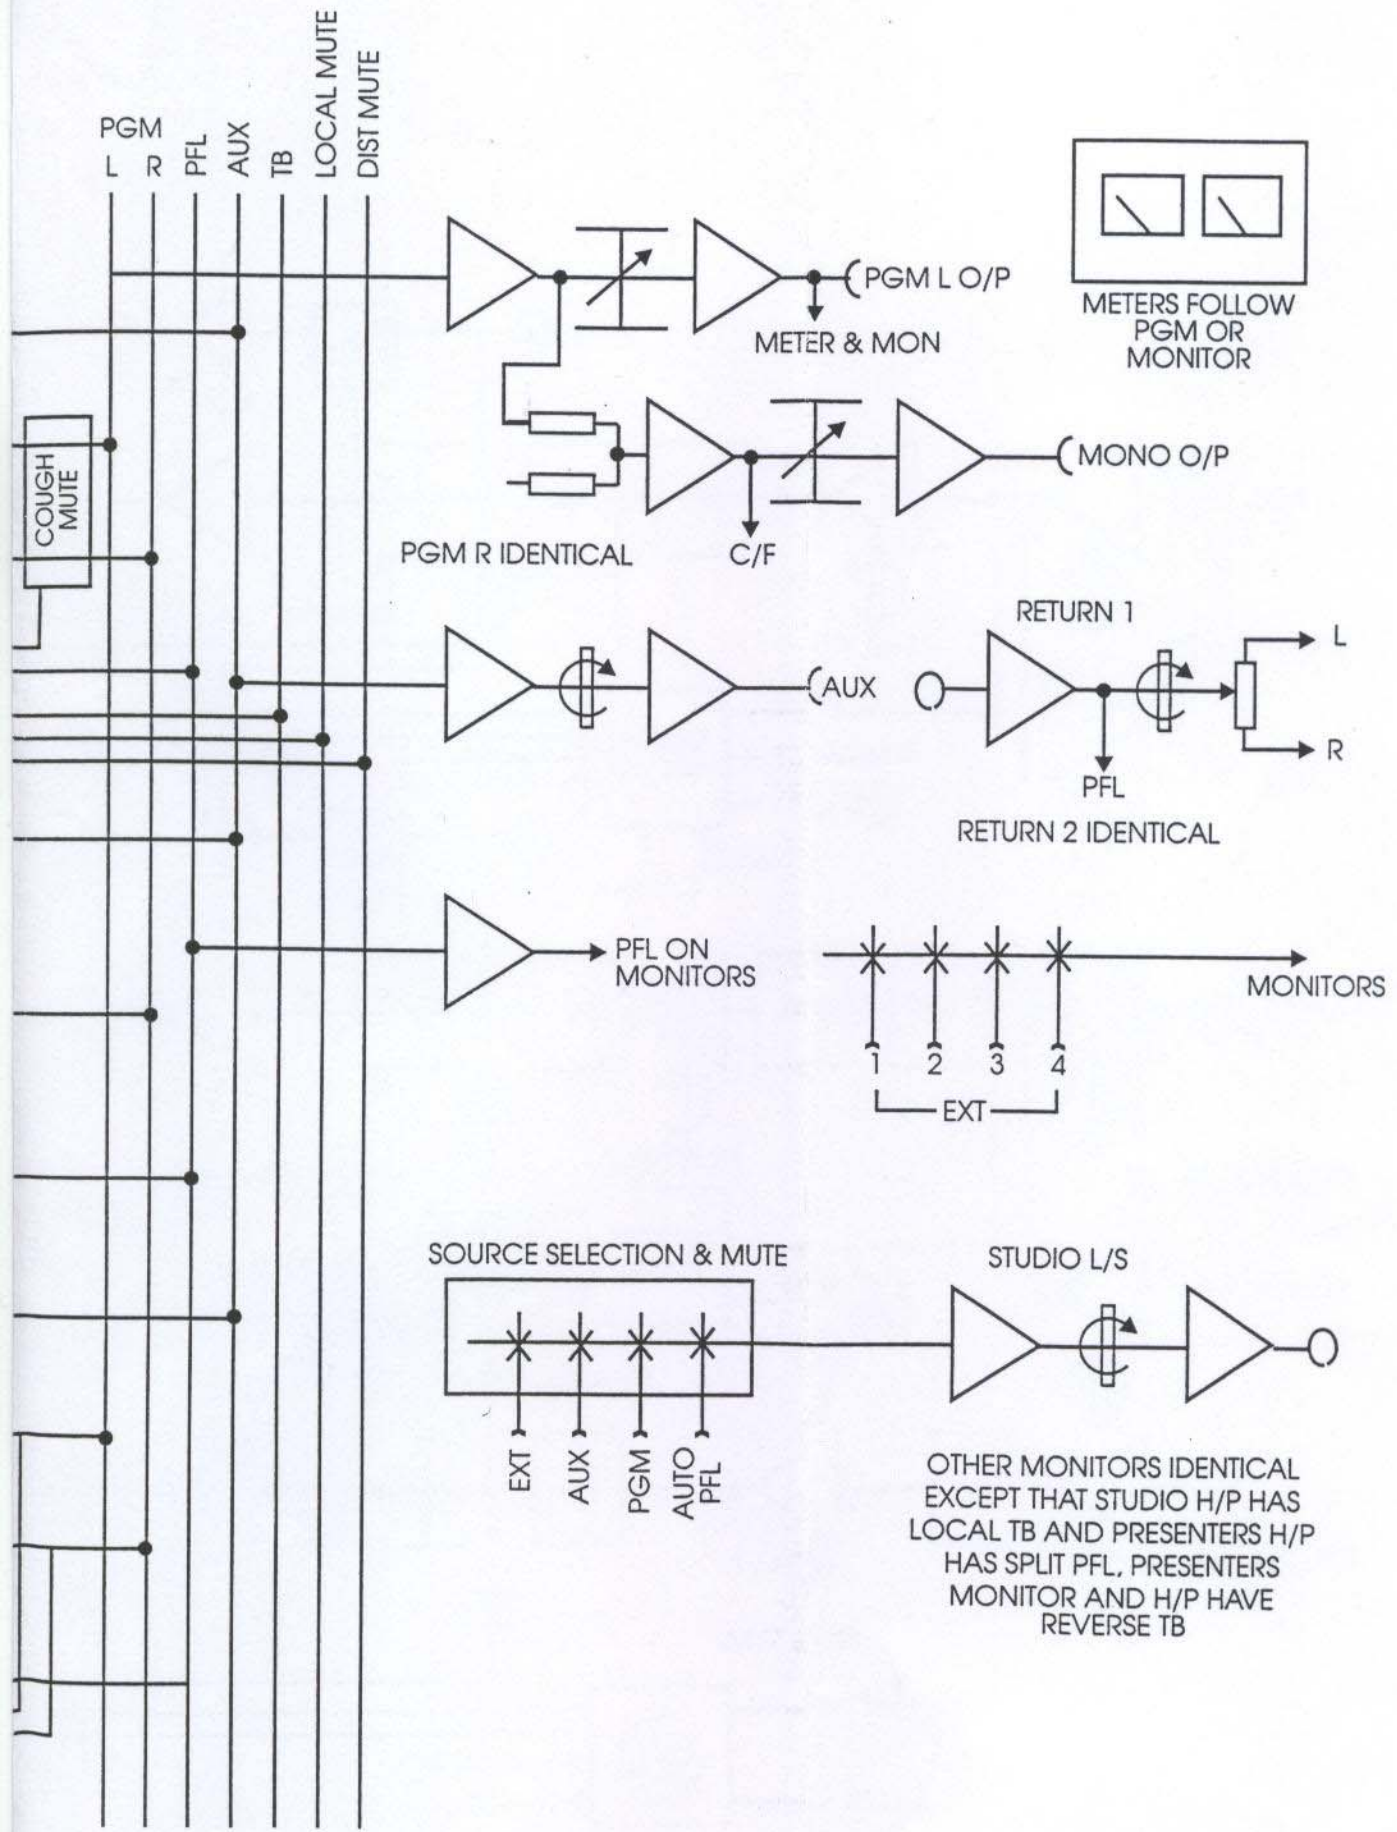 PGM
L R PFL AUX TB LOCAL MUTE DIST MUTE
PGM L O/P
METER & MON
METERS FOLLOW
PGM OR
MONITOR
COUGH
MUTE
MONO O/P
PGM R IDENTICAL
C/F
RETURN 1
L
AUX
R
PFL
RETURN 2 IDENTICAL
PFL ON
MONITORS
MONITORS
1 2 3 4
EXT
SOURCE SELECTION & MUTE
STUDIO L/S
EXT AUX PGM AUTO
PFL
OTHER MONITORS IDENTICAL
EXCEPT THAT STUDIO H/P HAS
LOCAL TB AND PRESENTERS H/P
HAS SPLIT PFL, PRESENTERS
MONITOR AND H/P HAVE
REVERSE TB